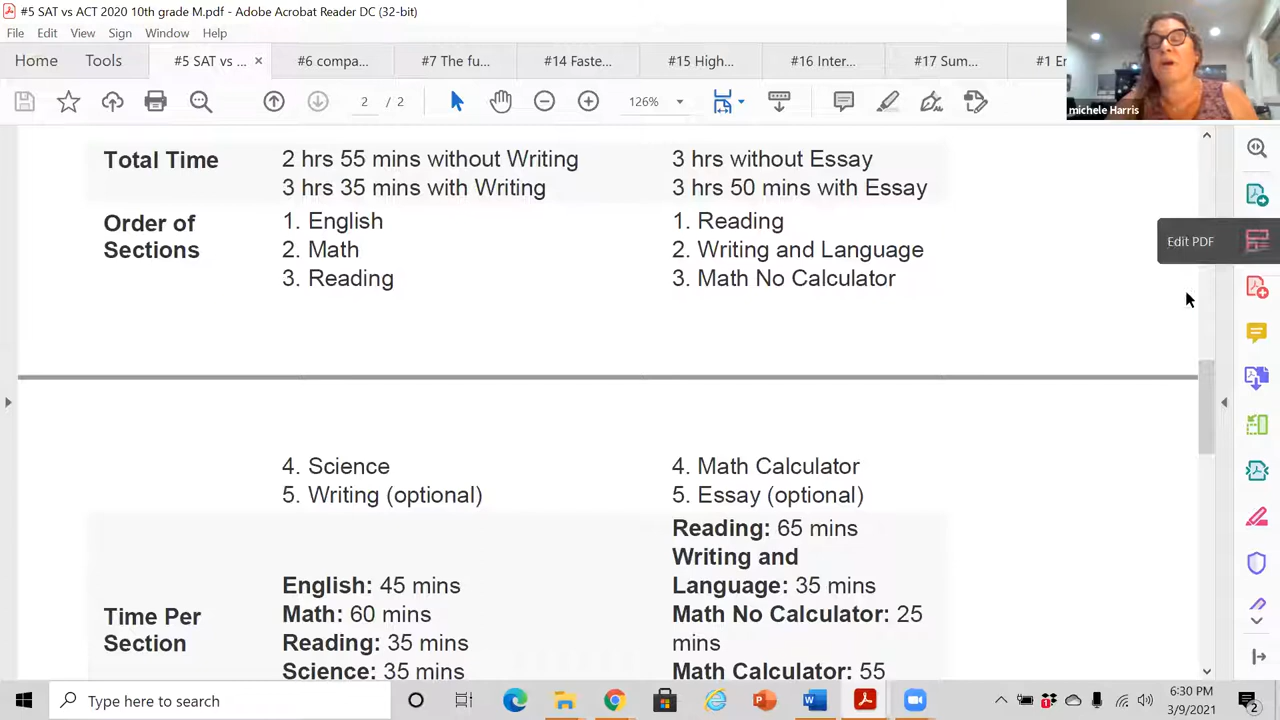 #5 SAT vs ACT 2020 10th grade M.pdf - Adobe Acrobat Reader DC (32-bit)
File Edit View Sign Window Help
Home Tools #5 SAT vs ... × #6 compa... #7 The fu... #14 Faste... #15 High... #16 Inter... #17 Sum... #1 E
2 / 2 126%
michele Harris
Total Time
2 hrs 55 mins without Writing
3 hrs 35 mins with Writing
3 hrs without Essay
3 hrs 50 mins with Essay
Order of
Sections
1. English
2. Math
3. Reading
1. Reading
2. Writing and Language
3. Math No Calculator
Edit PDF
4. Science
5. Writing (optional)
4. Math Calculator
5. Essay (optional)
Time Per
Section
English: 45 mins
Math: 60 mins
Reading: 35 mins
Science: 35 mins
Reading: 65 mins
Writing and
Language: 35 mins
Math No Calculator: 25
mins
Math Calculator: 55
Type here to search
6:30 PM
3/9/2021
2